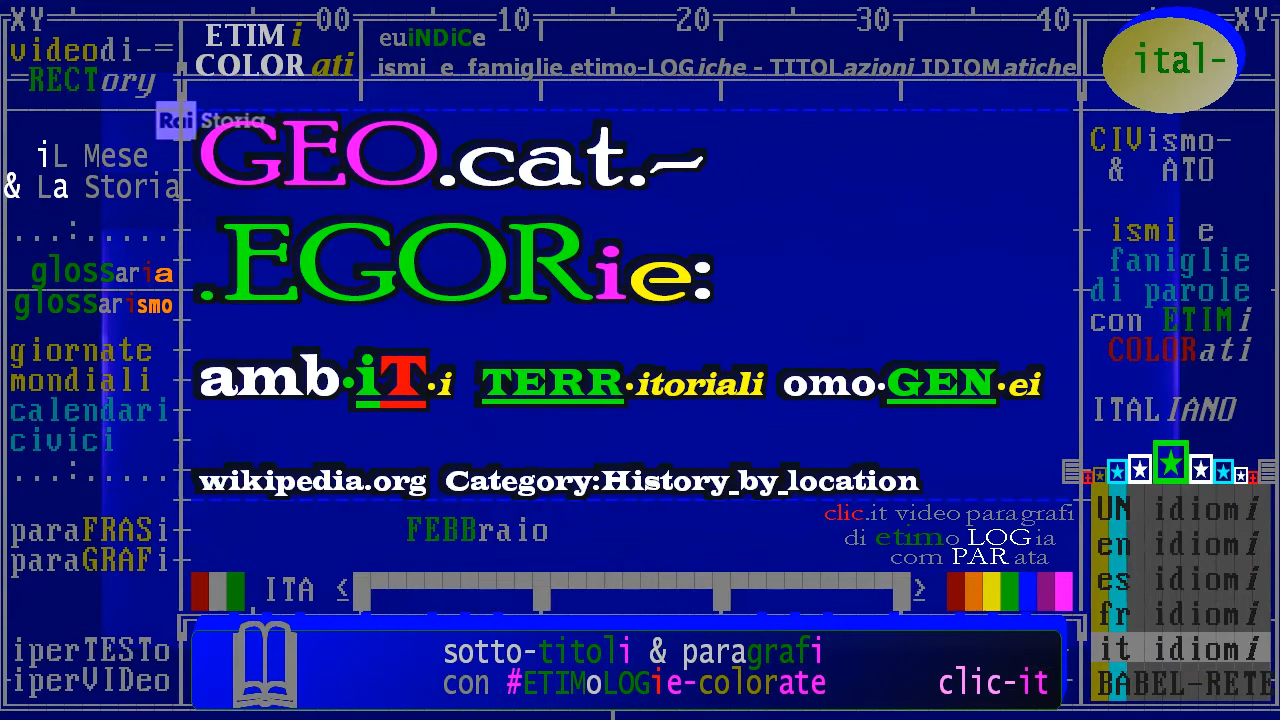 XY 00 10 20 30 40 XY
videodi-=
=RECTory
ETIMi
COLORati
euiNDiCe
ismi e famiglie etimo-LOGiche - TITOLazioni IDIOMatiche
ital-
Rai Storia
iL Mese
& La Storia
...:.....
glossaria
glossarismo
giornate
mondiali
calendari
civici
...:.....
paraFRASi
paraGRAFi
iperTESTo
-iperVIDeo
GEO.cat.~
.EGORie:
amb·iT·i TERR·itoriali omo·GEN·ei
wikipedia.org Category:History_by_location
FEBBraio
clic.it video paragrafi
di etimo LOGia
com PARata
ITA < >
sotto-titoli & paragrafi
con #ETIMoLOGie-colorate
clic-it
CIVismo-
& ATO
ismi e
faniglie
di parole
con ETIMi
COLORati
ITALIANO
UN idiomi
en idiomi
es idiomi
fr idiomi
it idiomi
BABEL-RETE